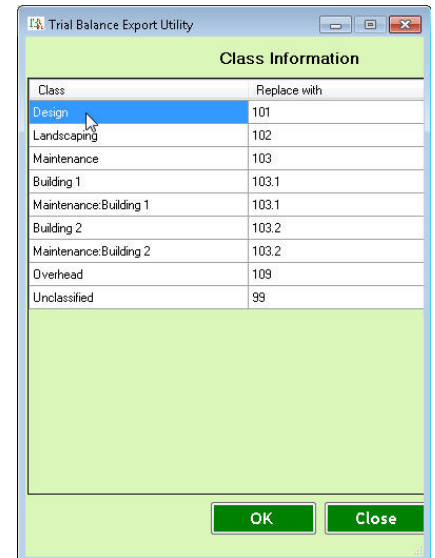 Trial Balance Export Utility
Class Information
Class Replace with
Design 101
Landscaping 102
Maintenance 103
Building 1 103.1
Maintenance:Building 1 103.1
Building 2 103.2
Maintenance:Building 2 103.2
Overhead 109
Unclassified 99
OK Close